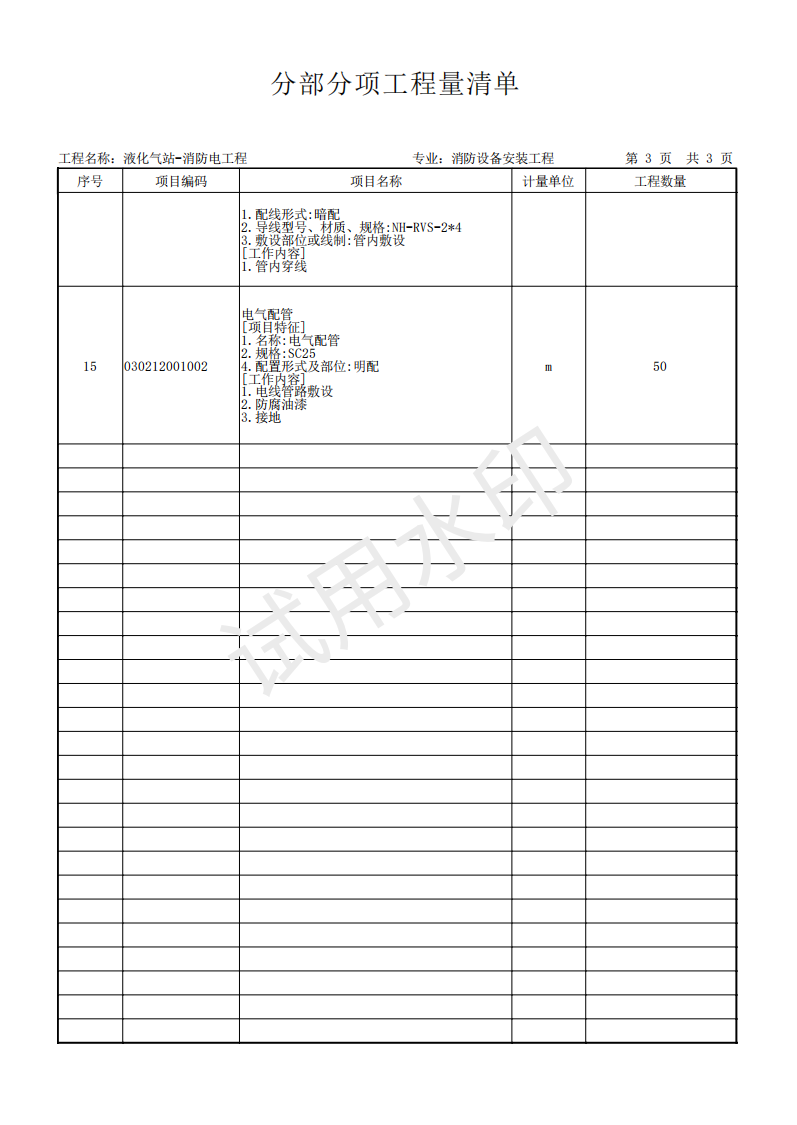 分部分项工程量清单
工程名称：液化气站-消防电工程 专业：消防设备安装工程 第 3 页 共 3 页
序号 项目编码 项目名称 计量单位 工程数量
1.配线形式:暗配
2.导线型号、材质、规格:NH-RVS-2*4
3.敷设部位或线制:管内敷设
[工作内容]
1.管内穿线
电气配管
[项目特征]
1.名称:电气配管
2.规格:SC25
15 030212001002 4.配置形式及部位:明配 m 50
[工作内容]
1.电线管路敷设
2.防腐油漆
3.接地
试用水印